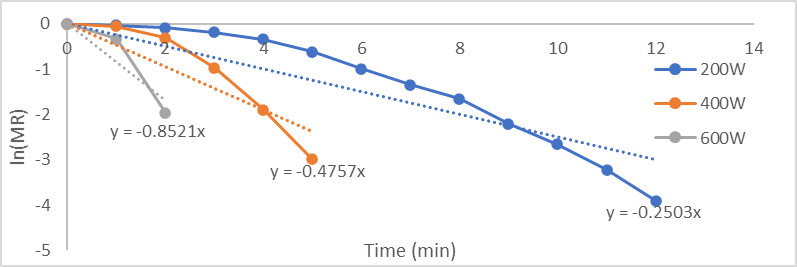 0
0 2 4 6 8 10 12 14
-1
-2
-3
-4
-5
ln(MR)
Time (min)
200W
400W
600W
y = -0.8521x
y = -0.4757x
y = -0.2503x